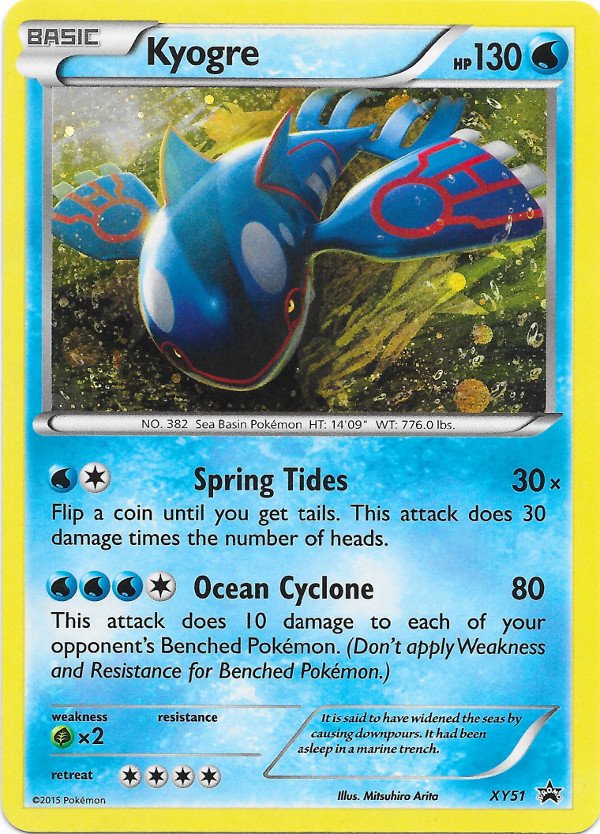 BASIC
Kyogre
HP130
NO. 382 Sea Basin Pokémon HT: 14'09" WT: 776.0 lbs.
Spring Tides 30×
Flip a coin until you get tails. This attack does 30
damage times the number of heads.
Ocean Cyclone 80
This attack does 10 damage to each of your
opponent's Benched Pokémon. (Don't apply Weakness
and Resistance for Benched Pokémon.)
weakness resistance
×2
It is said to have widened the seas by
causing downpours. It had been
asleep in a marine trench.
retreat
©2015 Pokémon
Illus. Mitsuhiro Arita
XY51
PROMO